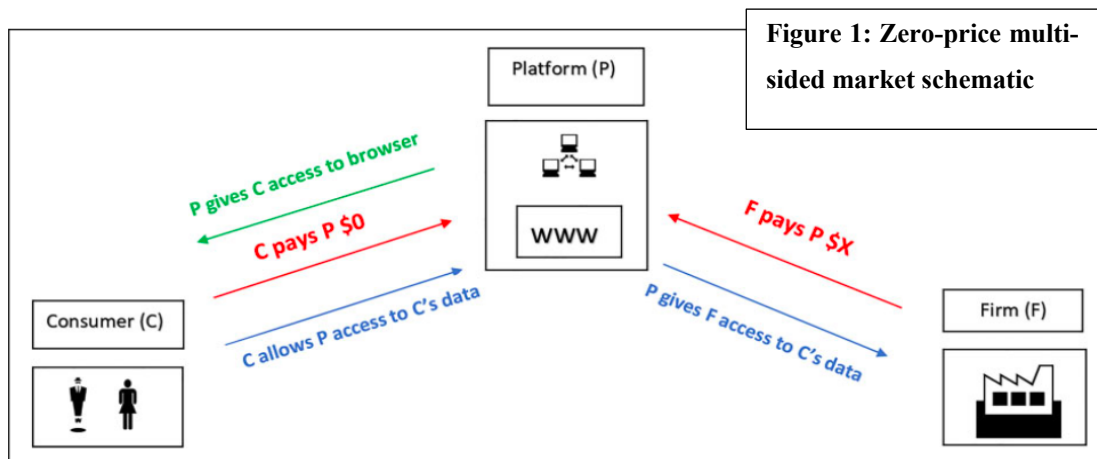 Figure 1: Zero-price multi-
sided market schematic
Platform (P)
P gives C access to browser
C pays P $0
F pays P $X
WWW
C allows P access to C's data
P gives F access to C's data
Consumer (C)
Firm (F)